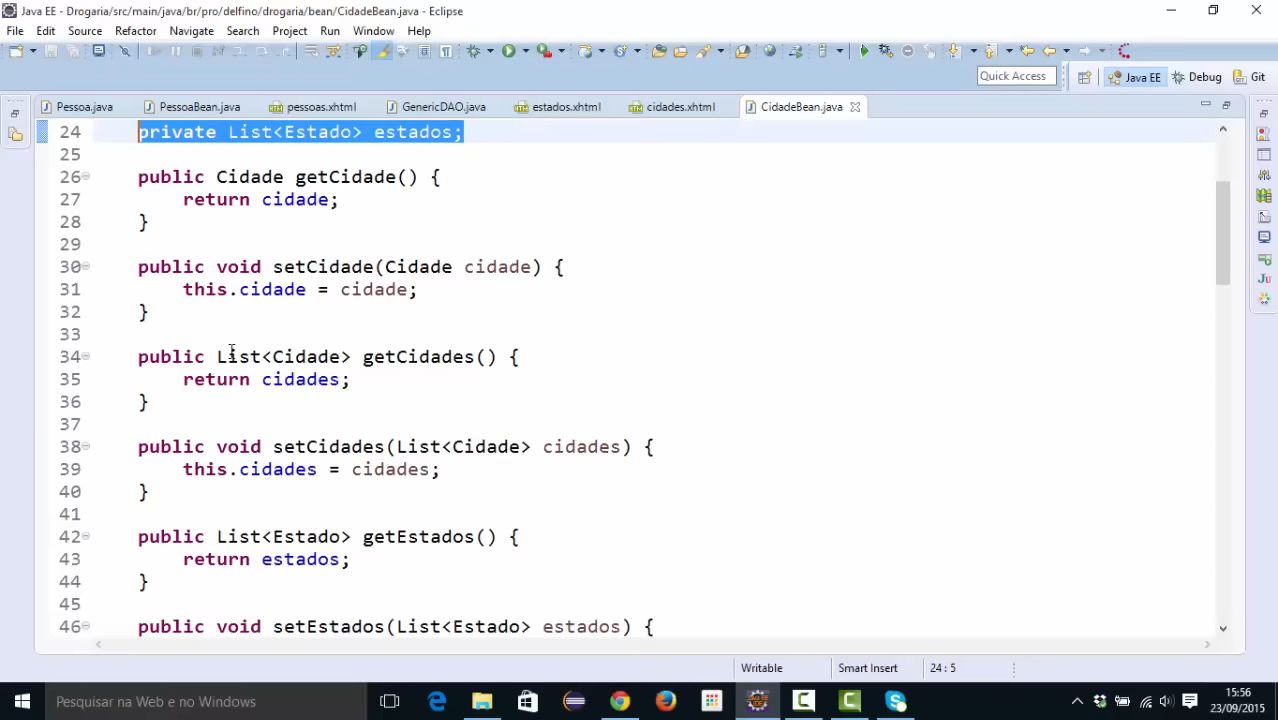 Java EE - Drogaria/src/main/java/br/pro/delfino/drogaria/bean/CidadeBean.java - Eclipse
File Edit Source Refactor Navigate Search Project Run Window Help
Quick Access Java EE Debug Git
Pessoa.java PessoaBean.java pessoas.xhtml GenericDAO.java estados.xhtml cidades.xhtml CidadeBean.java
24 private List<Estado> estados;
25
26 public Cidade getCidade() {
27 return cidade;
28 }
29
30 public void setCidade(Cidade cidade) {
31 this.cidade = cidade;
32 }
33
34 public List<Cidade> getCidades() {
35 return cidades;
36 }
37
38 public void setCidades(List<Cidade> cidades) {
39 this.cidades = cidades;
40 }
41
42 public List<Estado> getEstados() {
43 return estados;
44 }
45
46 public void setEstados(List<Estado> estados) {
Writable Smart Insert 24 : 5
Pesquisar na Web e no Windows
15:56
23/09/2015